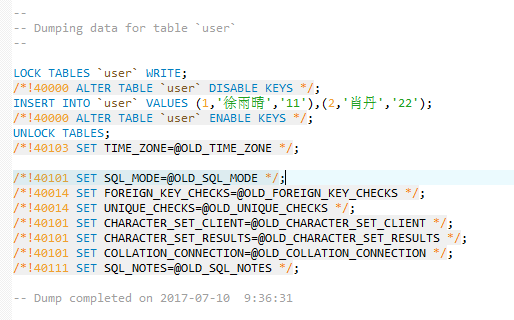 --
-- Dumping data for table `user`
--
LOCK TABLES `user` WRITE;
/*!40000 ALTER TABLE `user` DISABLE KEYS */;
INSERT INTO `user` VALUES (1,'徐雨晴','11'),(2,'肖丹','22');
/*!40000 ALTER TABLE `user` ENABLE KEYS */;
UNLOCK TABLES;
/*!40103 SET TIME_ZONE=@OLD_TIME_ZONE */;
/*!40101 SET SQL_MODE=@OLD_SQL_MODE */;
/*!40014 SET FOREIGN_KEY_CHECKS=@OLD_FOREIGN_KEY_CHECKS */;
/*!40014 SET UNIQUE_CHECKS=@OLD_UNIQUE_CHECKS */;
/*!40101 SET CHARACTER_SET_CLIENT=@OLD_CHARACTER_SET_CLIENT */;
/*!40101 SET CHARACTER_SET_RESULTS=@OLD_CHARACTER_SET_RESULTS */;
/*!40101 SET COLLATION_CONNECTION=@OLD_COLLATION_CONNECTION */;
/*!40111 SET SQL_NOTES=@OLD_SQL_NOTES */;
-- Dump completed on 2017-07-10  9:36:31